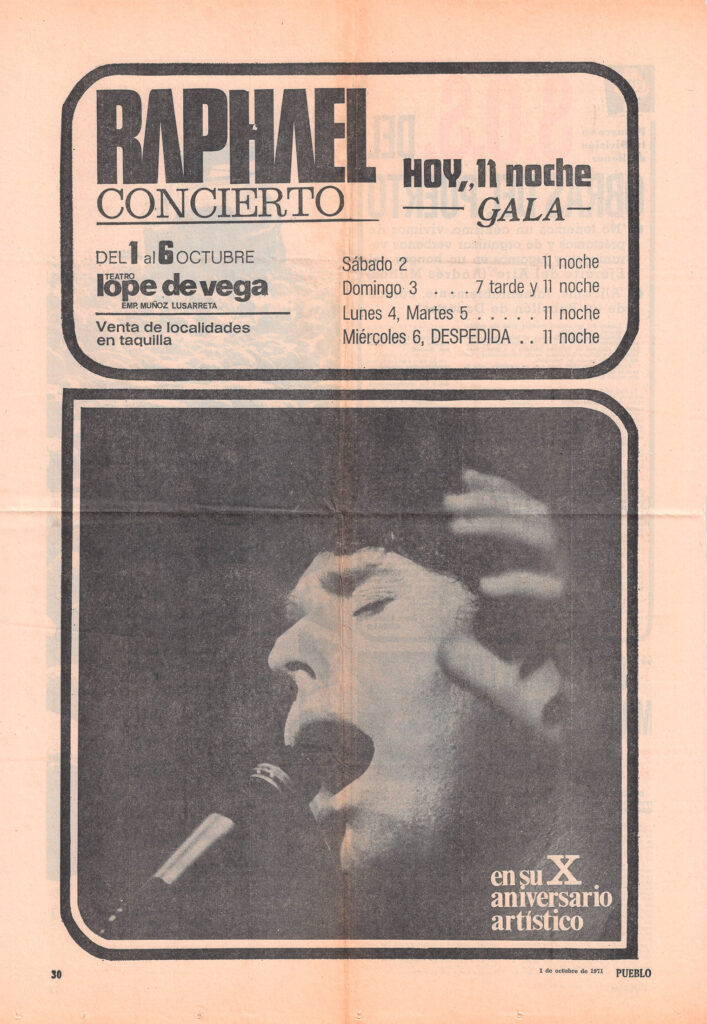 RAPHAEL
CONCIERTO
HOY,, 11 noche
GALA
DEL 1 al 6 OCTUBRE
TEATRO
lope de vega
EMP. MUÑOZ LUSARRETA
Venta de localidades
en taquilla
Sábado 2 11 noche
Domingo 3 . . . . 7 tarde y 11 noche
Lunes 4, Martes 5 . . . . . 11 noche
Miércoles 6, DESPEDIDA . . 11 noche
en su X
aniversario
artístico
30
1 de octubre de 1971 PUEBLO